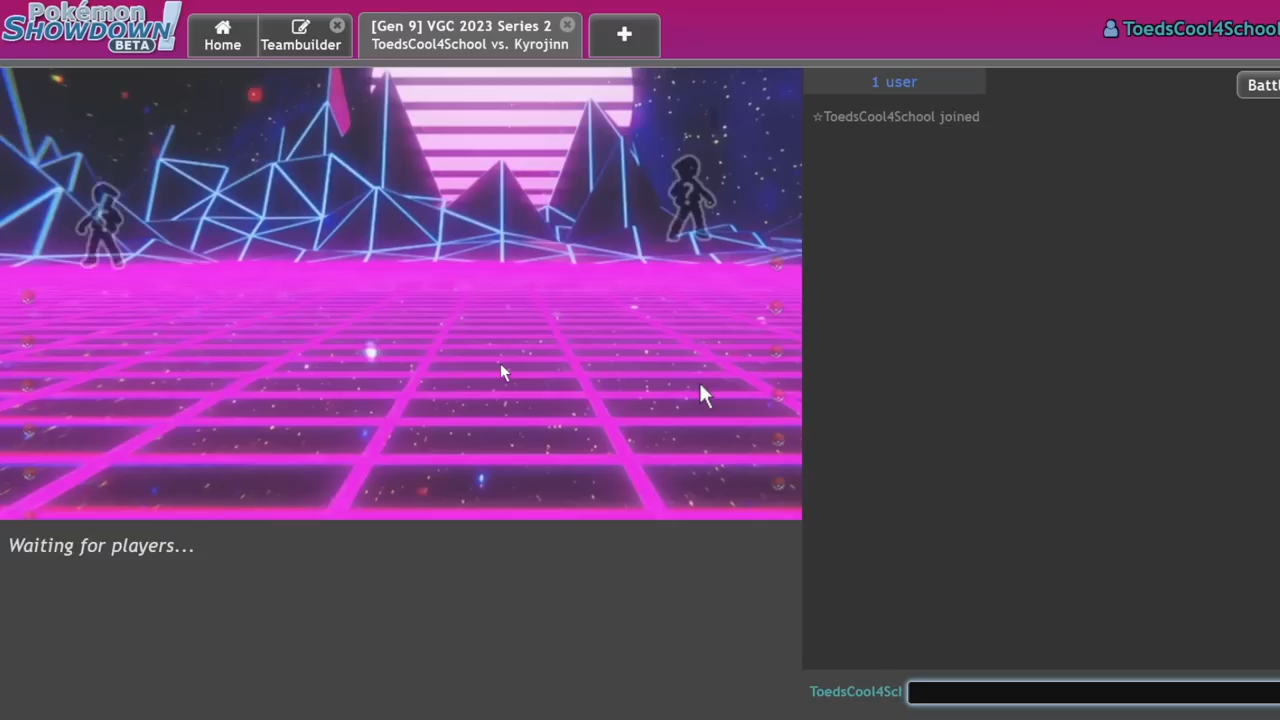 Pokémon
SHOWDOWN!
BETA
Home
Teambuilder
[Gen 9] VGC 2023 Series 2
ToedsCool4School vs. Kyrojinn
+
ToedsCool4School
1 user
Battl
☆ToedsCool4School joined
Waiting for players...
ToedsCool4Scl